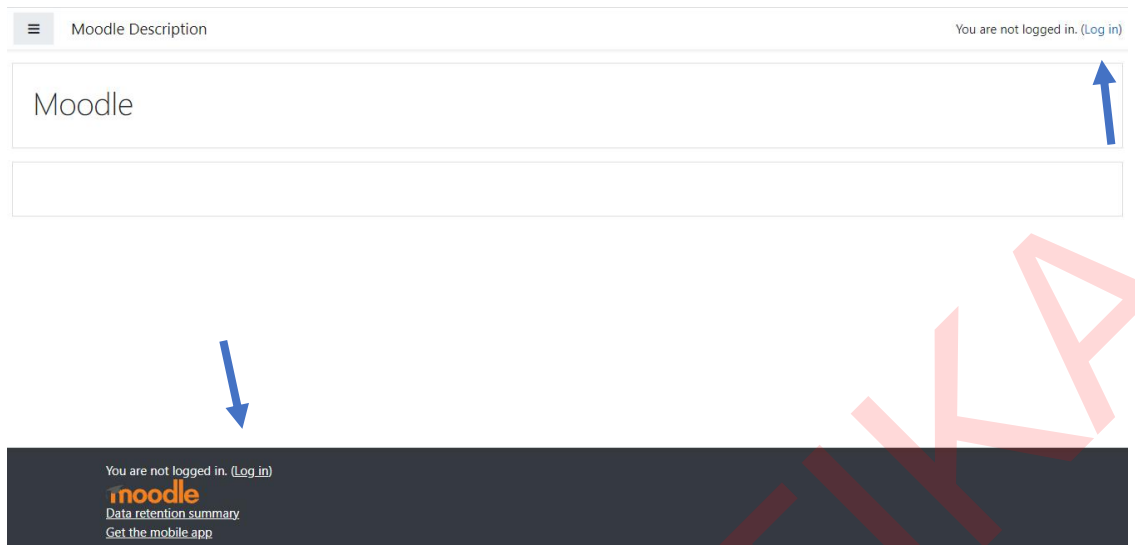 Moodle Description
You are not logged in. (Log in)
Moodle
You are not logged in. (Log in)
moodle
Data retention summary
Get the mobile app
IKA